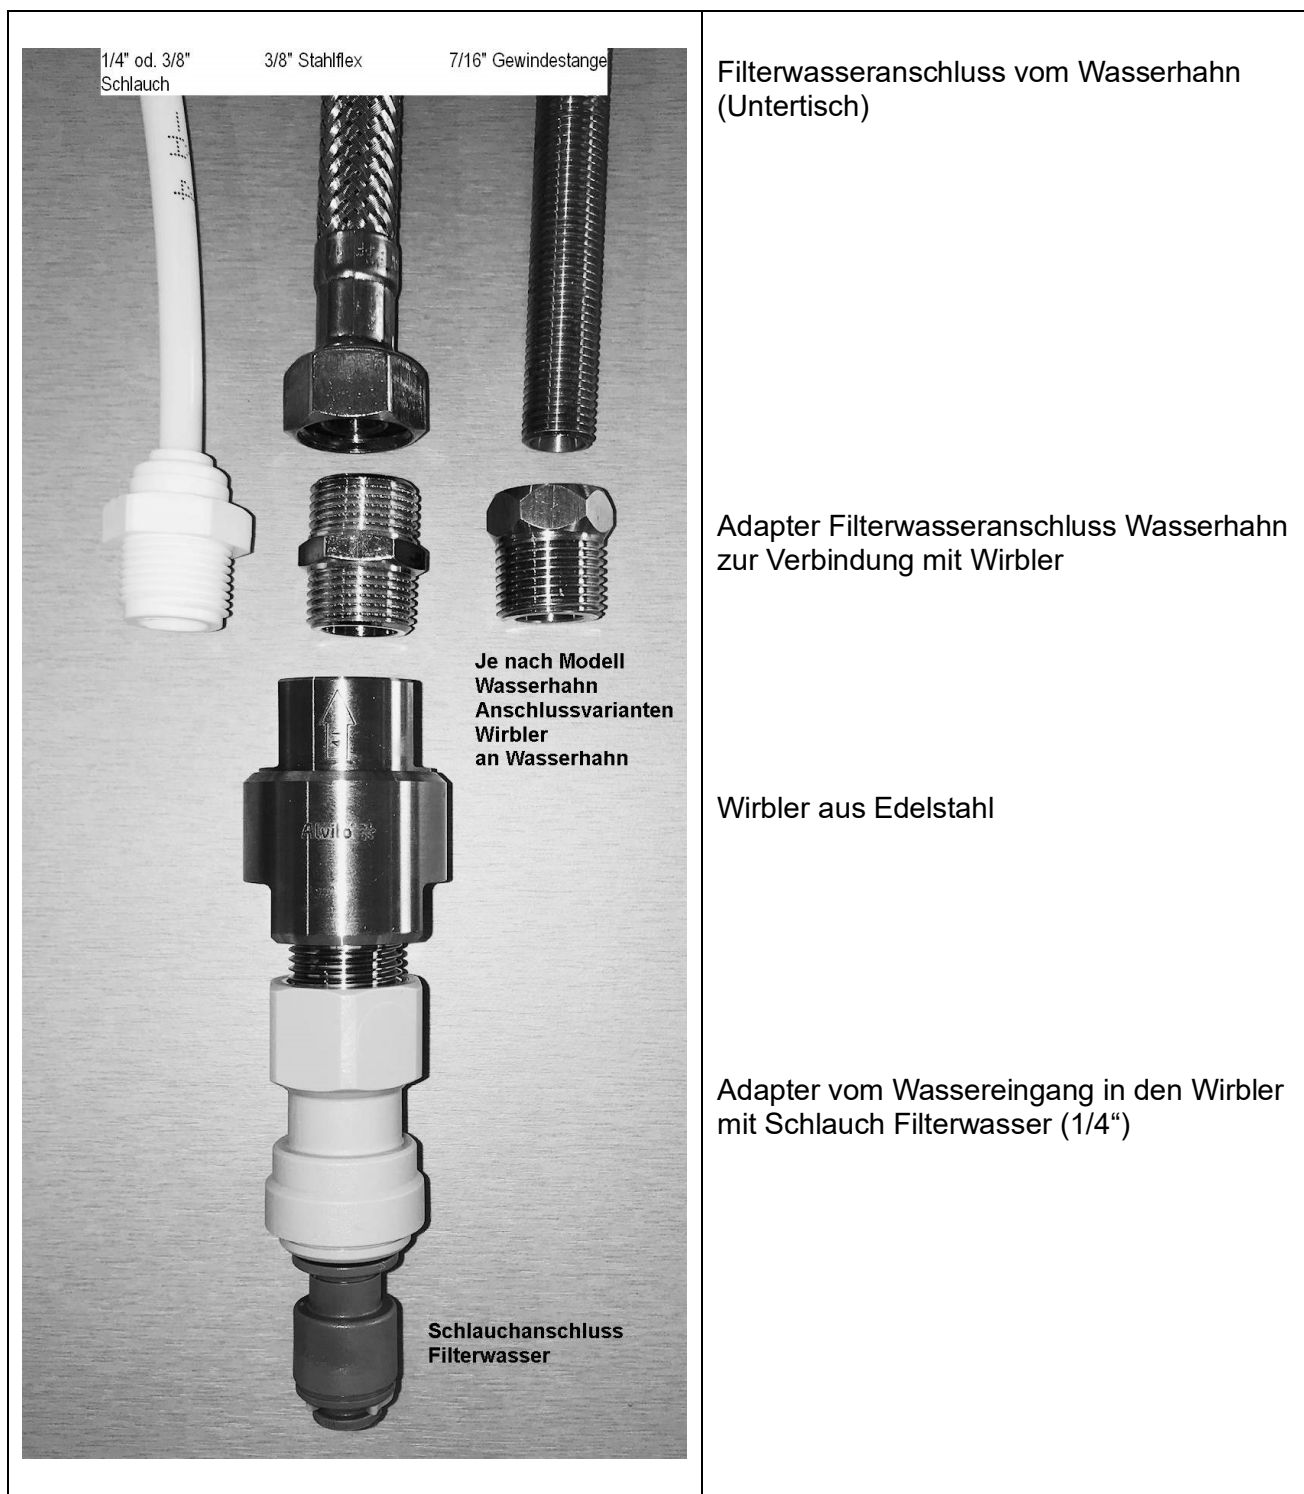 1/4" od. 3/8"
Schlauch
3/8" Stahlflex
7/16" Gewindestange
Je nach Modell
Wasserhahn
Anschlussvarianten
Wirbler
an Wasserhahn
Alvito
Schlauchanschluss
Filterwasser
Filterwasseranschluss vom Wasserhahn
(Untertisch)
Adapter Filterwasseranschluss Wasserhahn
zur Verbindung mit Wirbler
Wirbler aus Edelstahl
Adapter vom Wassereingang in den Wirbler
mit Schlauch Filterwasser (1/4“)